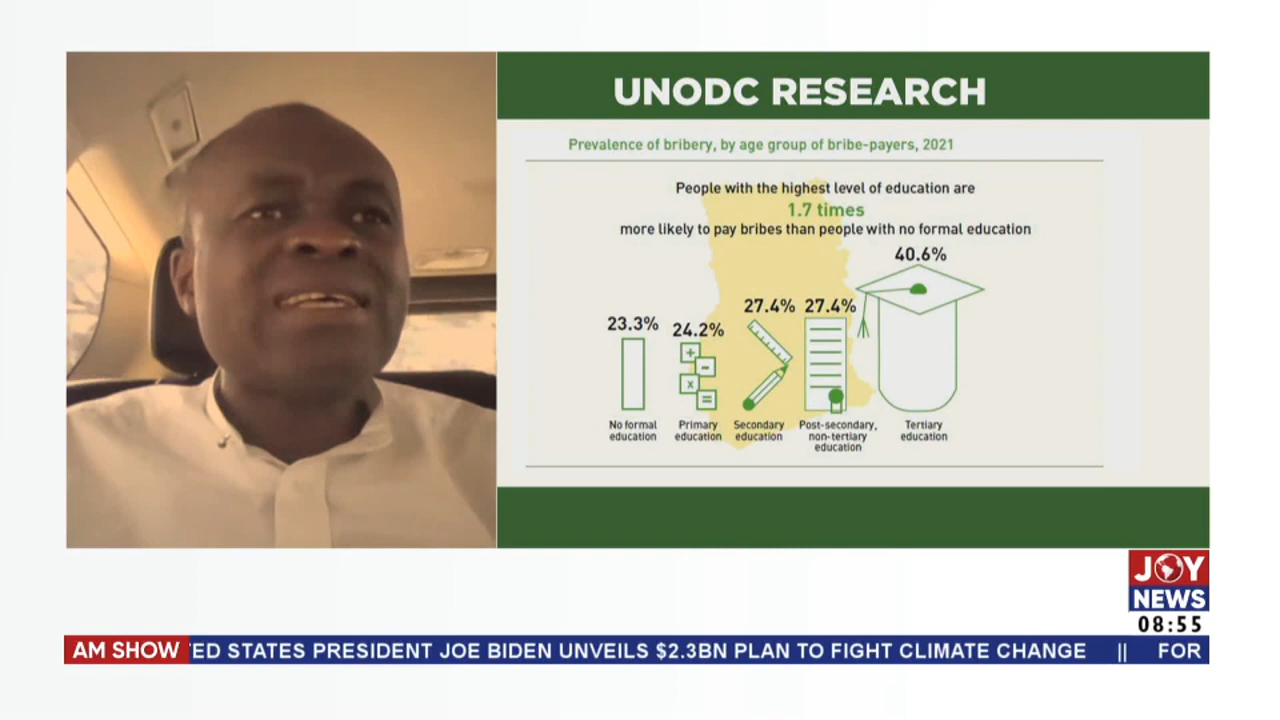 UNODC RESEARCH
Prevalence of bribery, by age group of bribe-payers, 2021
People with the highest level of education are
1.7 times
more likely to pay bribes than people with no formal education
40.6%
27.4% 27.4%
23.3% 24.2%
+
-
x
=
No formal
education
Primary
education
Secondary
education
Post-secondary,
non-tertiary
education
Tertiary
education
JOY
NEWS
08:55
AM SHOW TED STATES PRESIDENT JOE BIDEN UNVEILS $2.3BN PLAN TO FIGHT CLIMATE CHANGE || FOR